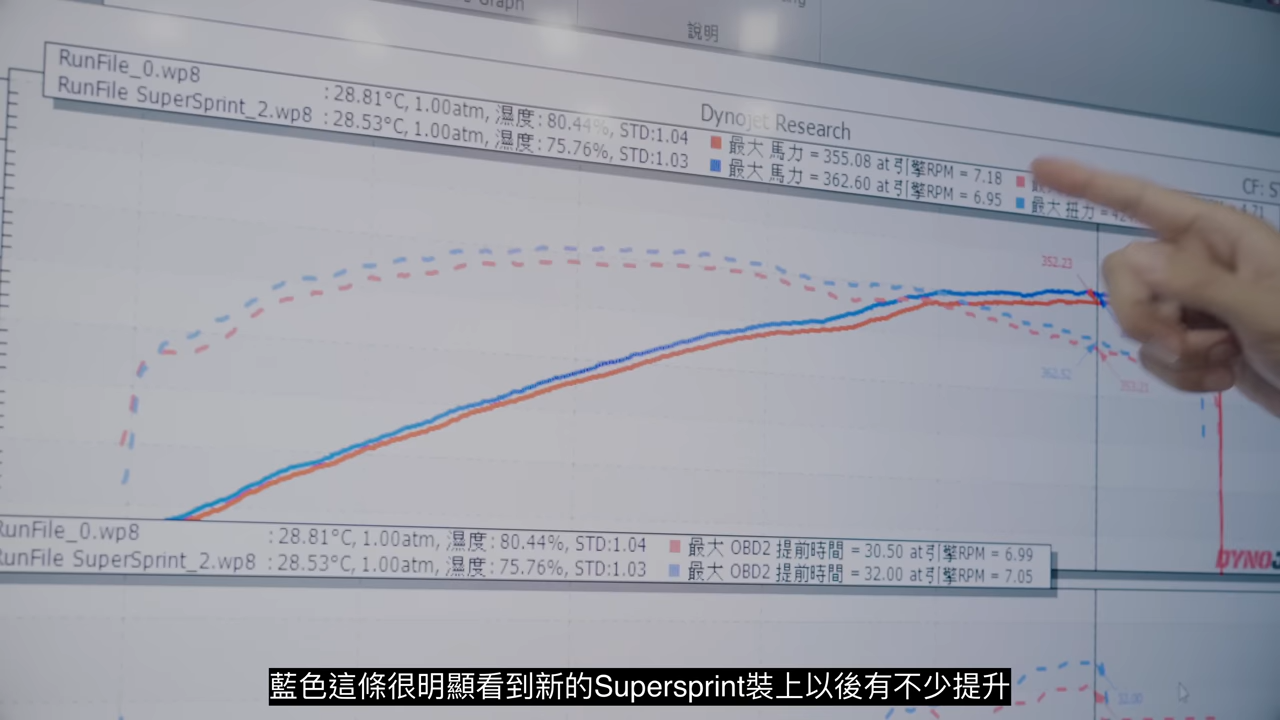 Graph
說明
RunFile_0.wp8 : 28.81°C, 1.00atm, 濕度: 80.44%, STD:1.04
RunFile SuperSprint_2.wp8 : 28.53°C, 1.00atm, 濕度: 75.76%, STD:1.03
Dynojet Research
最大 馬力 = 355.08 at 引擎RPM = 7.18
最大 馬力 = 362.60 at 引擎RPM = 6.95
最大 扭力 =
CF:
352.23
362.52
353.21
RunFile_0.wp8 : 28.81°C, 1.00atm, 濕度: 80.44%, STD:1.04
RunFile SuperSprint_2.wp8 : 28.53°C, 1.00atm, 濕度: 75.76%, STD:1.03
最大 OBD2 提前時間 = 30.50 at 引擎RPM = 6.99
最大 OBD2 提前時間 = 32.00 at 引擎RPM = 7.05
DYNOJ
藍色這條很明顯看到新的Supersprint裝上以後有不少提升